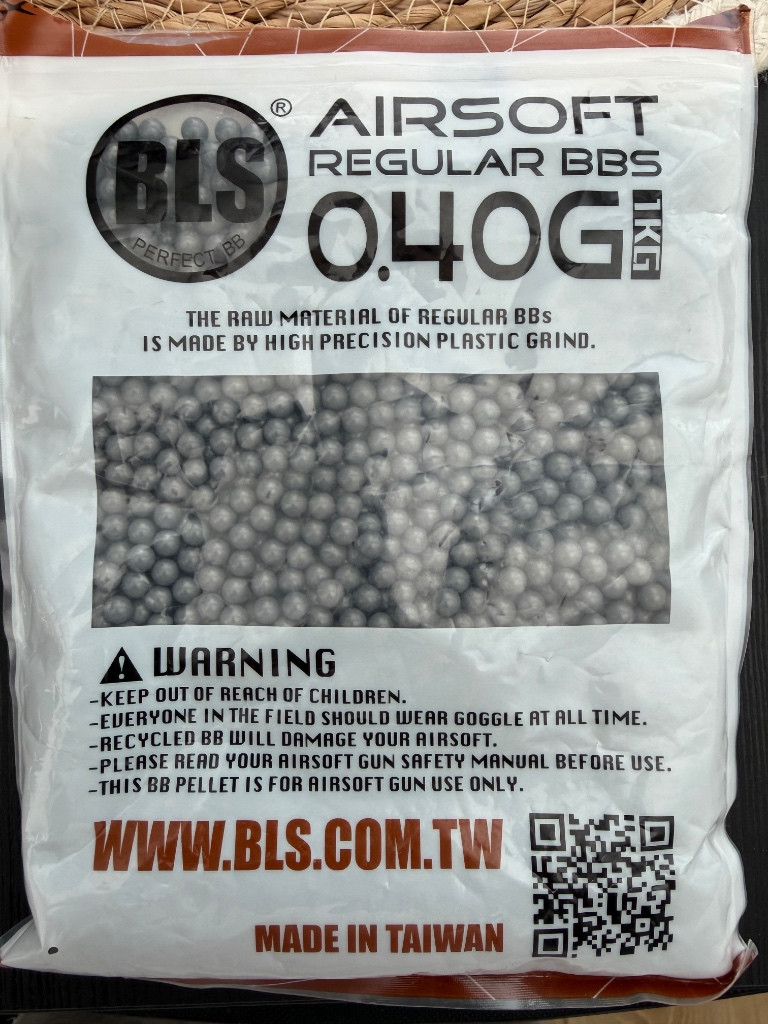 BLS
PERFECT BB
®
AIRSOFT
REGULAR BBS
0.40G 1KG
THE RAW MATERIAL OF REGULAR BBs
IS MADE BY HIGH PRECISION PLASTIC GRIND.
WARNING
-KEEP OUT OF REACH OF CHILDREN.
-EVERYONE IN THE FIELD SHOULD WEAR GOGGLE AT ALL TIME.
-RECYCLED BB WILL DAMAGE YOUR AIRSOFT.
-PLEASE READ YOUR AIRSOFT GUN SAFETY MANUAL BEFORE USE.
-THIS BB PELLET IS FOR AIRSOFT GUN USE ONLY.
WWW.BLS.COM.TW
MADE IN TAIWAN